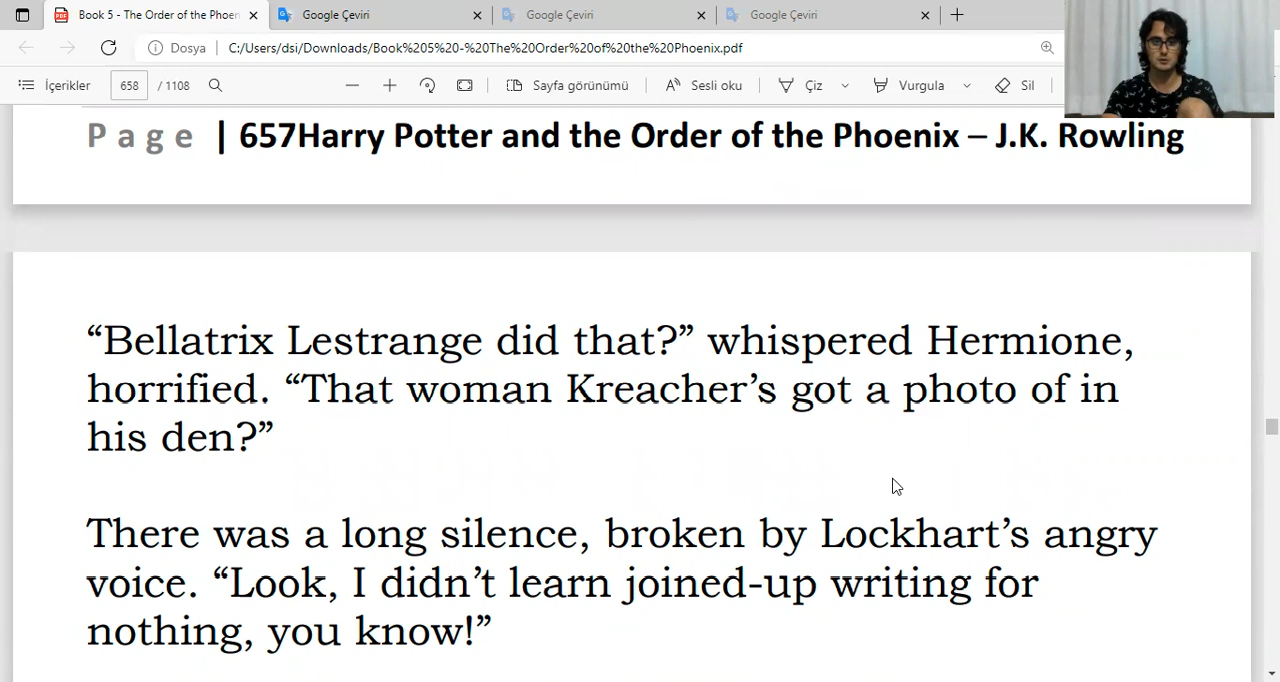 Book 5 - The Order of the Phoen
Google Çeviri
Google Çeviri
Google Çeviri
Dosya
C:/Users/dsi/Downloads/Book%205%20-%20The%20Order%20of%20the%20Phoenix.pdf
İçerikler
658 / 1108
Sayfa görünümü
Sesli oku
Çiz
Vurgula
Sil
Page | 657Harry Potter and the Order of the Phoenix – J.K. Rowling
“Bellatrix Lestrange did that?” whispered Hermione,
horrified. “That woman Kreacher’s got a photo of in
his den?”
There was a long silence, broken by Lockhart’s angry
voice. “Look, I didn’t learn joined-up writing for
nothing, you know!”